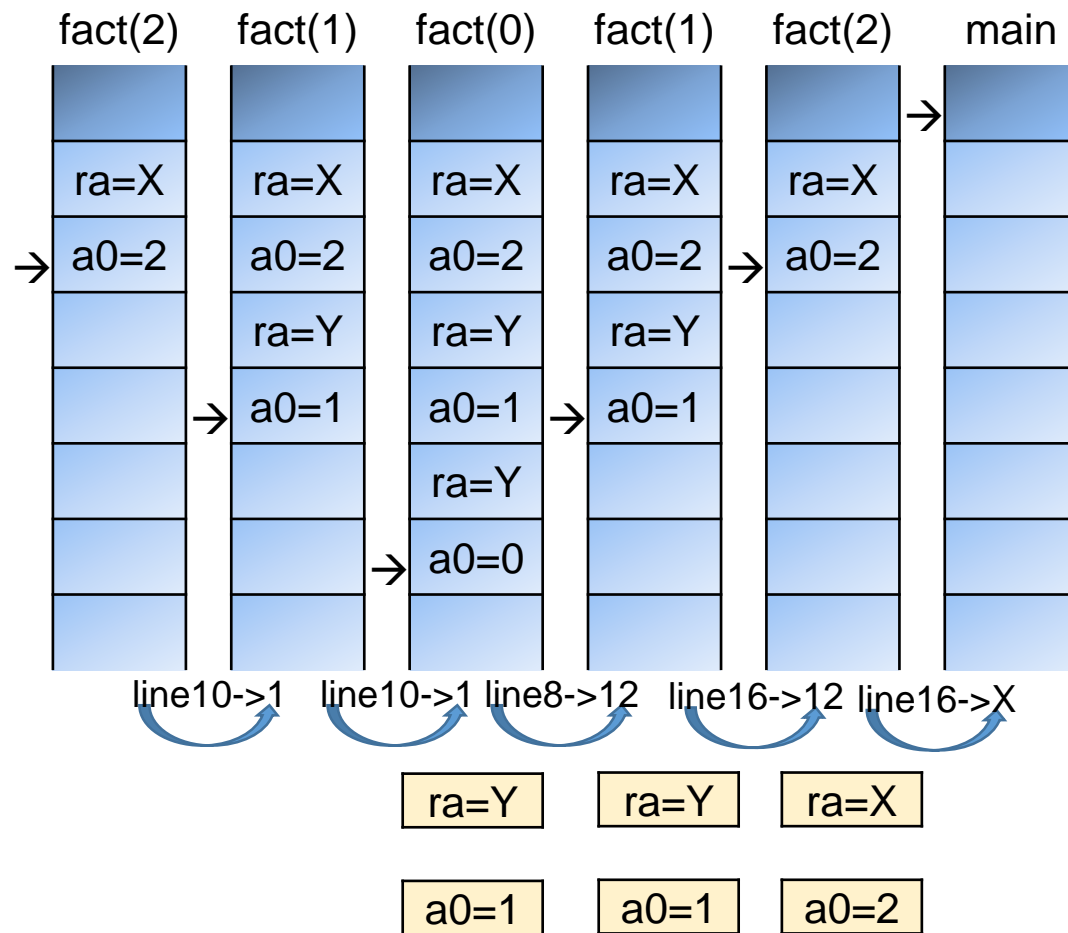 fact(2) fact(1) fact(0) fact(1) fact(2) main
→
ra=X ra=X ra=X ra=X ra=X
→ a0=2 a0=2 a0=2 a0=2 → a0=2
ra=Y ra=Y ra=Y
→ a0=1 a0=1 → a0=1
ra=Y
→ a0=0
line10->1 line10->1 line8->12 line16->12 line16->X
ra=Y ra=Y ra=X
a0=1 a0=1 a0=2